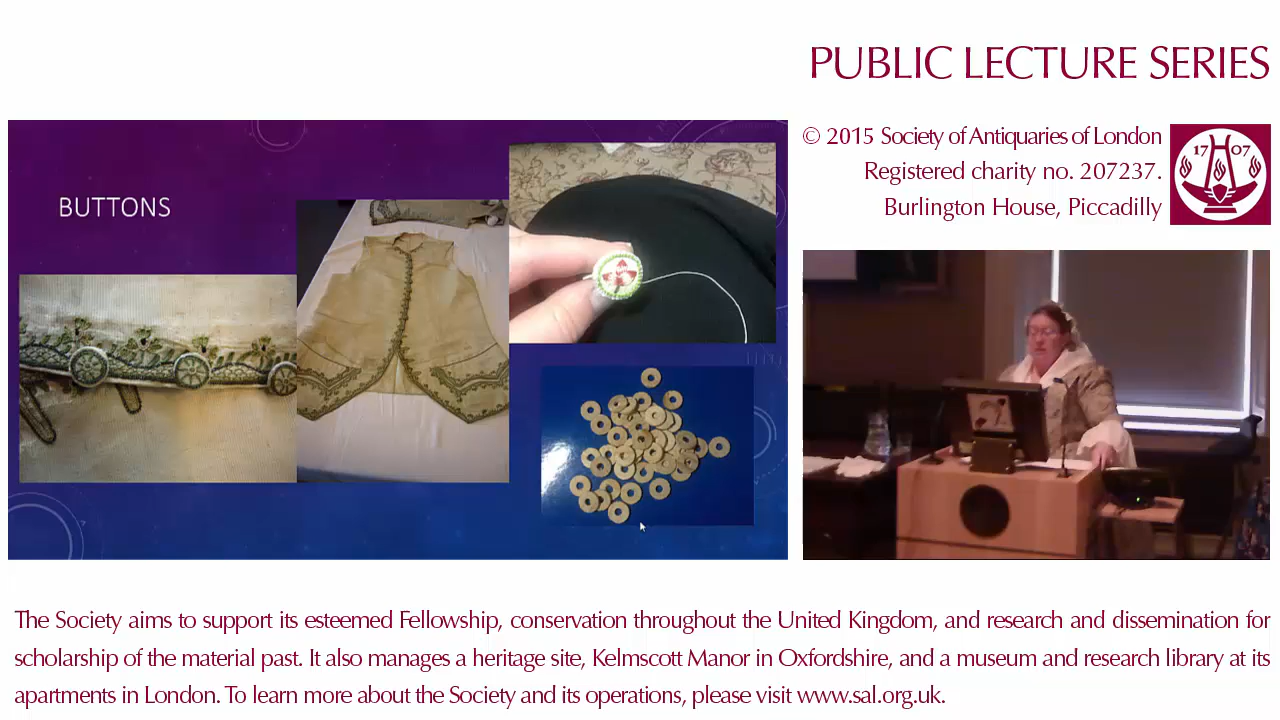 PUBLIC LECTURE SERIES
© 2015 Society of Antiquaries of London
Registered charity no. 207237.
Burlington House, Piccadilly
17 07
BUTTONS
The Society aims to support its esteemed Fellowship, conservation throughout the United Kingdom, and research and dissemination for
scholarship of the material past. It also manages a heritage site, Kelmscott Manor in Oxfordshire, and a museum and research library at its
apartments in London. To learn more about the Society and its operations, please visit www.sal.org.uk.